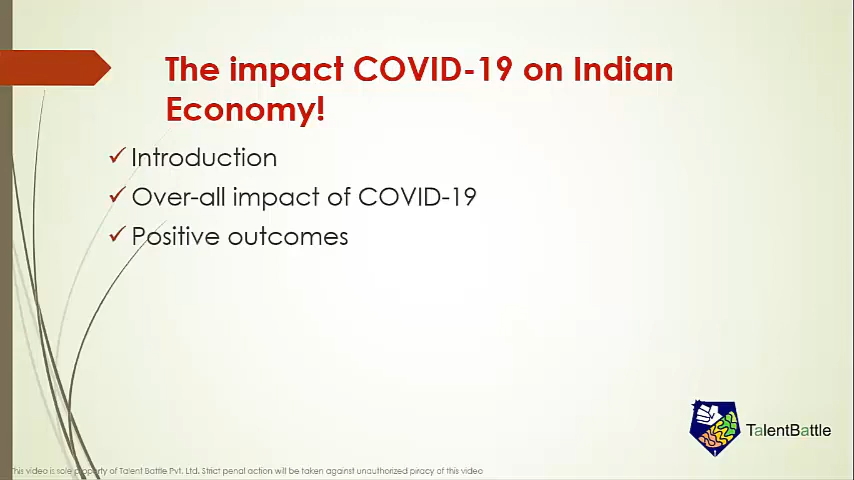 The impact COVID-19 on Indian
Economy!
Introduction
Over-all impact of COVID-19
Positive outcomes
TalentBattle
This video is sole property of Talent Battle Pvt. Ltd. Strict penal action will be taken against unauthorized piracy of this video